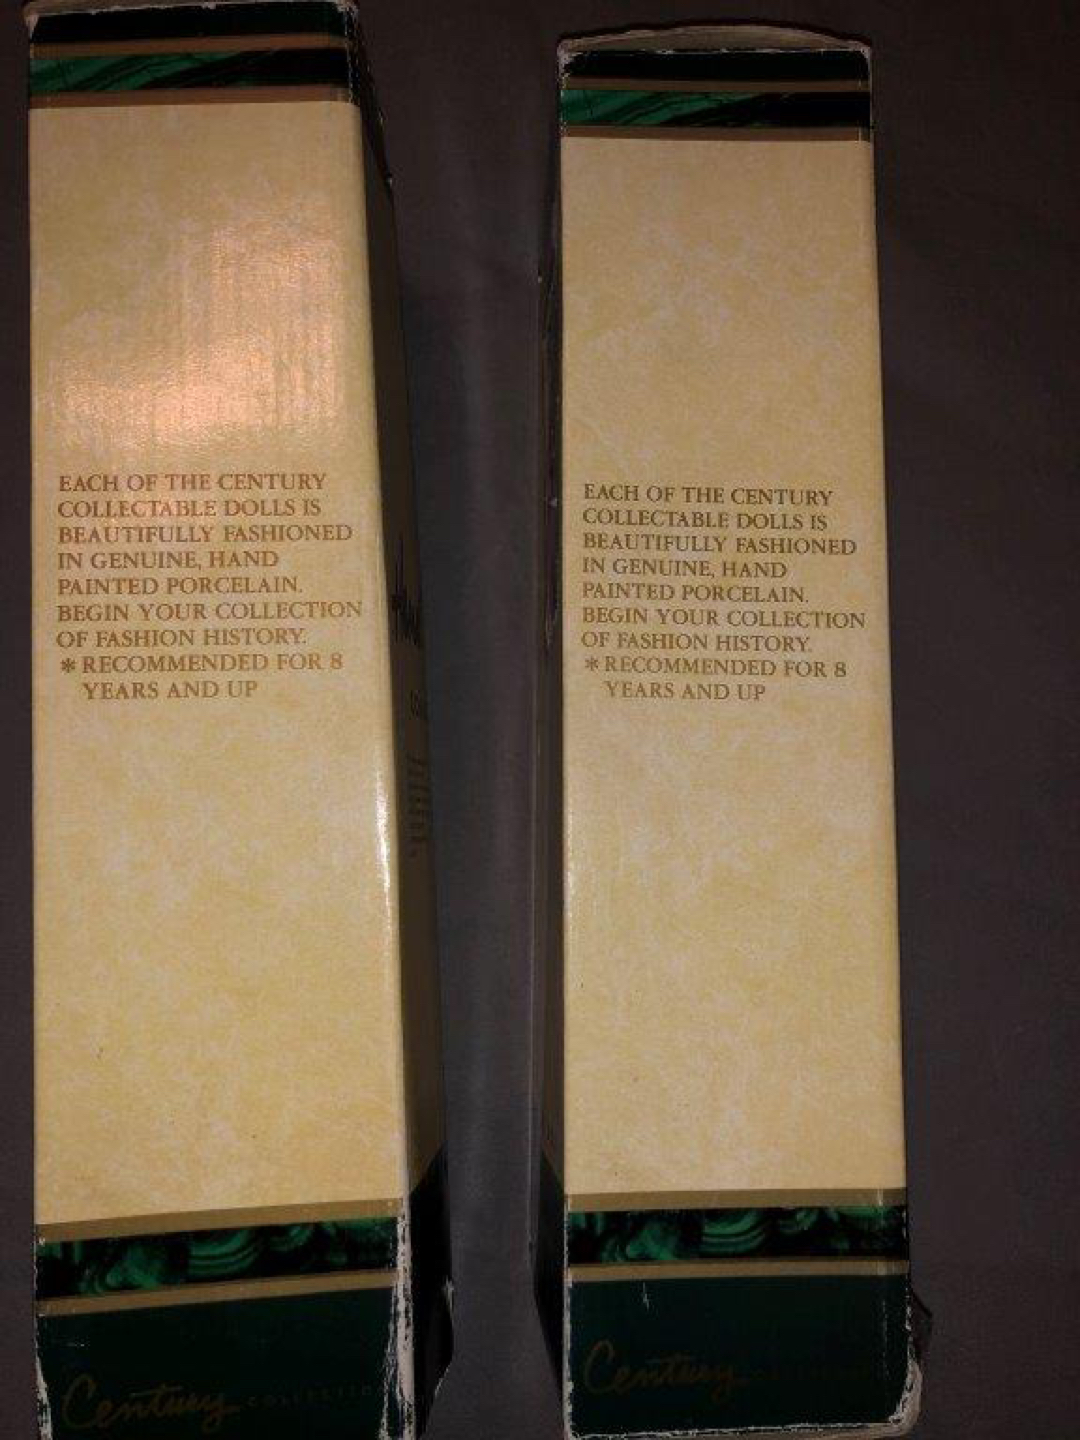 EACH OF THE CENTURY
COLLECTABLE DOLLS IS
BEAUTIFULLY FASHIONED
IN GENUINE, HAND
PAINTED PORCELAIN.
BEGIN YOUR COLLECTION
OF FASHION HISTORY.
* RECOMMENDED FOR 8
YEARS AND UP
Century COLLECTIO
EACH OF THE CENTURY
COLLECTABLE DOLLS IS
BEAUTIFULLY FASHIONED
IN GENUINE, HAND
PAINTED PORCELAIN.
BEGIN YOUR COLLECTION
OF FASHION HISTORY.
* RECOMMENDED FOR 8
YEARS AND UP
Century